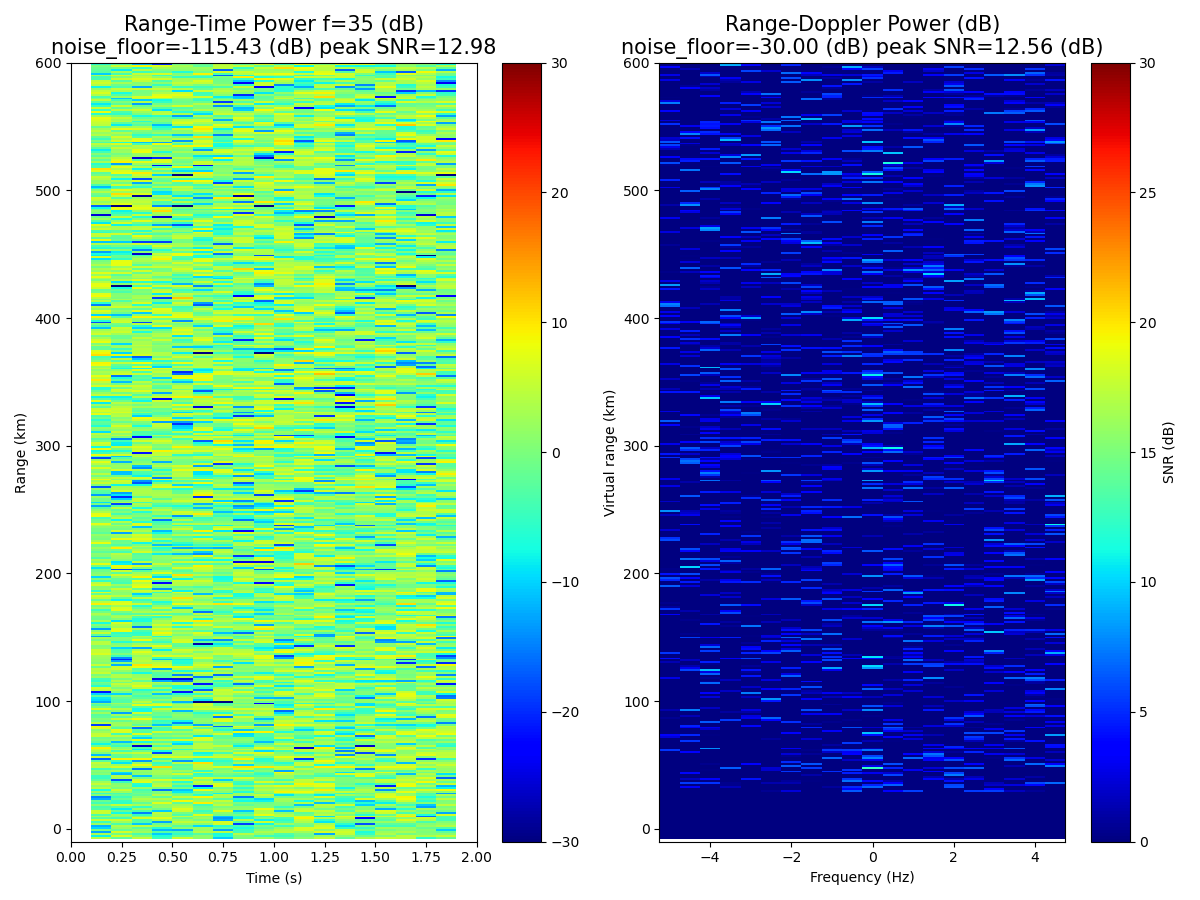 Range-Time Power f=35 (dB)
noise_floor=-115.43 (dB) peak SNR=12.98
Range-Doppler Power (dB)
noise_floor=-30.00 (dB) peak SNR=12.56 (dB)
600
500
400
300
200
100
0
Range (km)
0.00 0.25 0.50 0.75 1.00 1.25 1.50 1.75 2.00
Time (s)
30
20
10
0
−10
−20
−30
600
500
400
300
200
100
0
Virtual range (km)
−4 −2 0 2 4
Frequency (Hz)
30
25
20
15
10
5
0
SNR (dB)